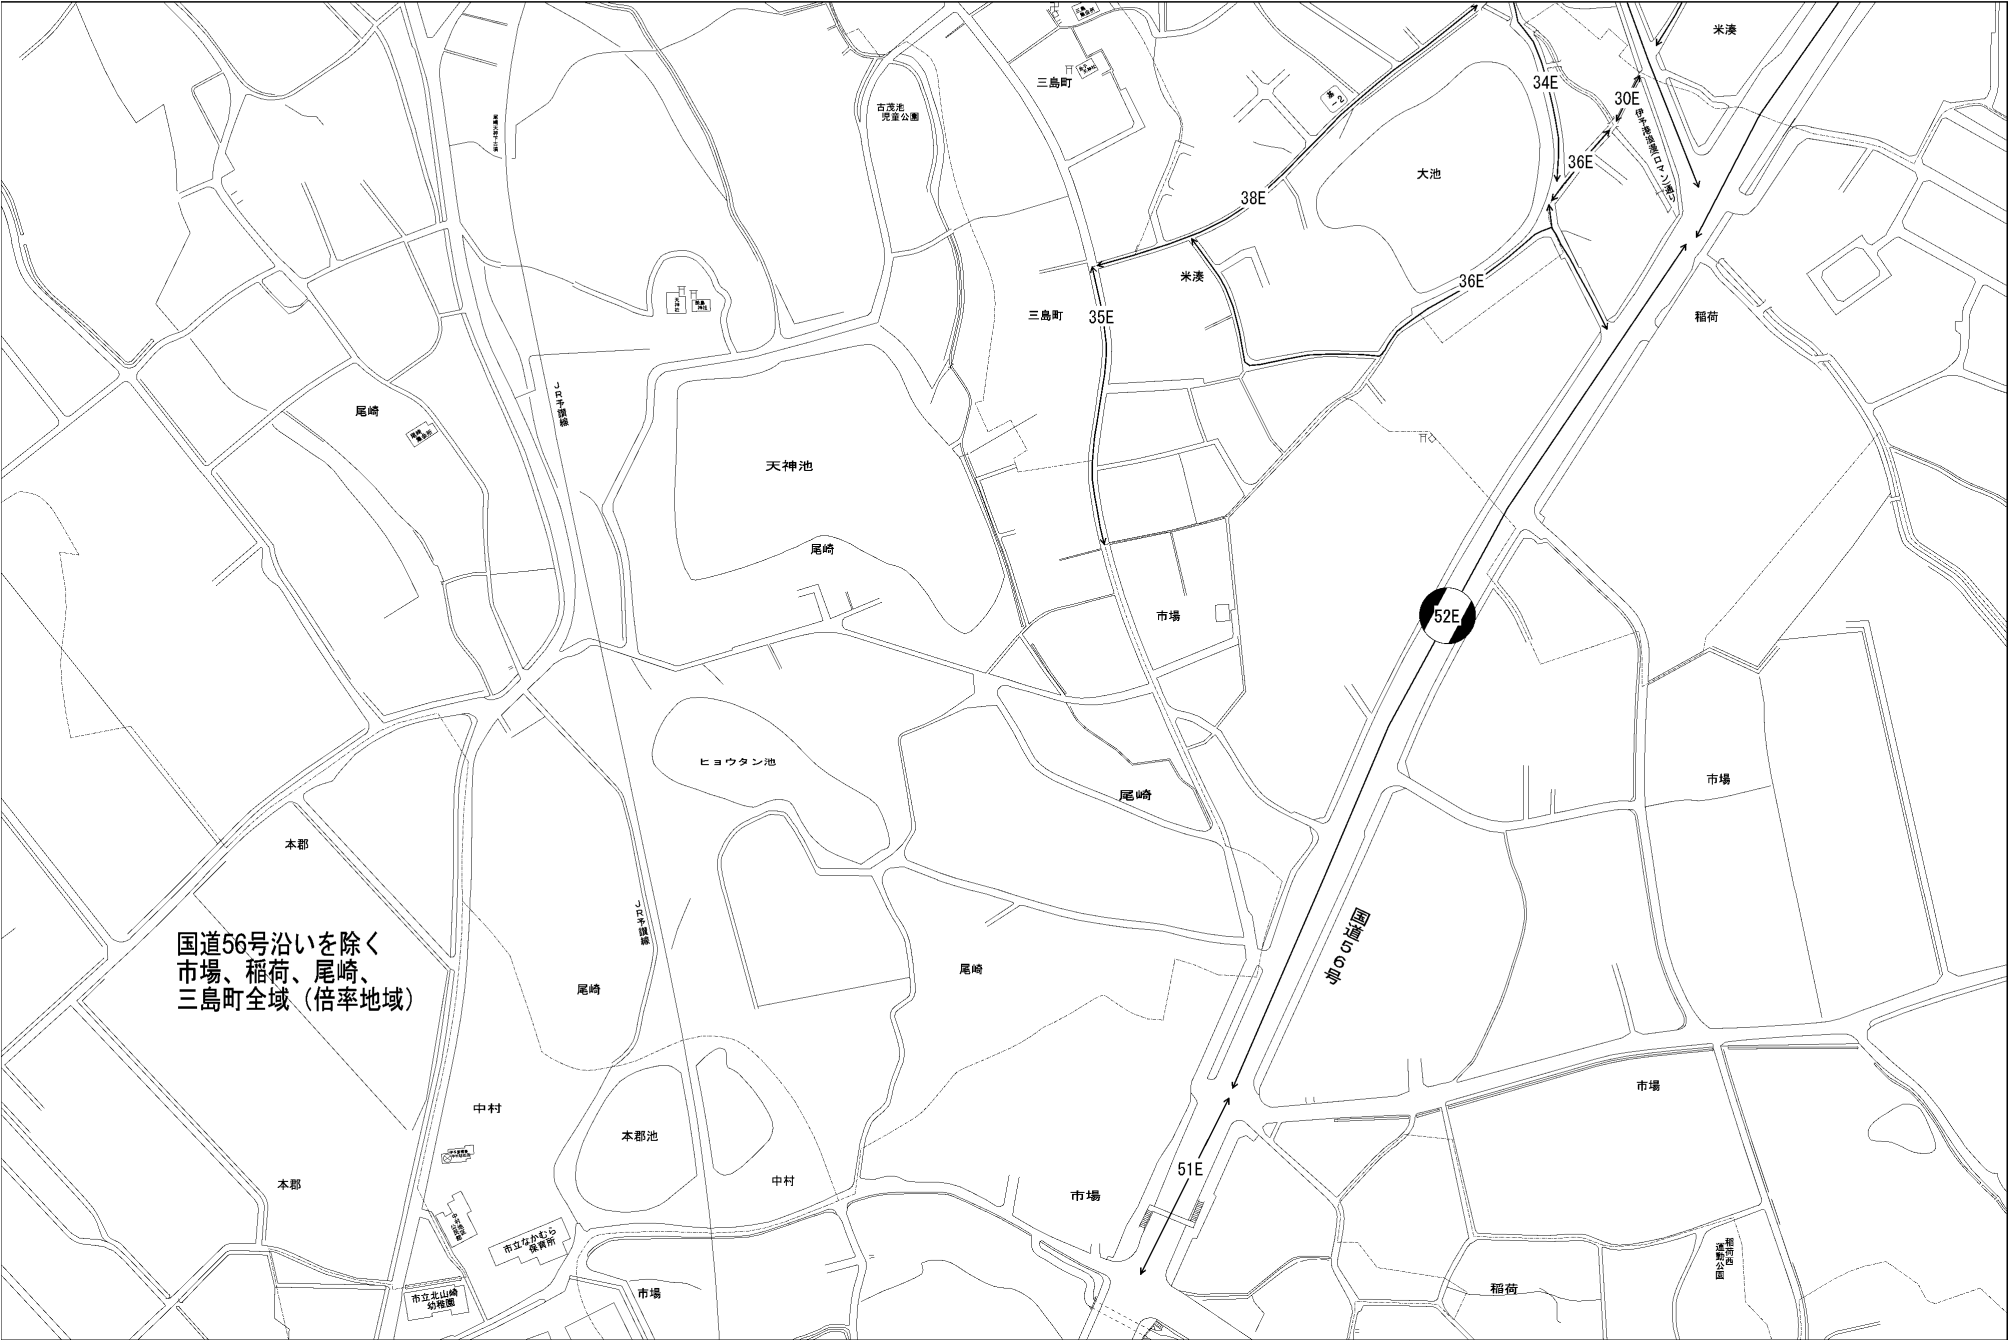 米湊
三島町
34E
古茂池
児童公園
30E
伊予港浪漫(ロマン)通り
36E
大池
38E
米湊
36E
三島町
35E
稲荷
JR予讃線
尾崎
天神池
尾崎
市場
52E
ヒョウタン池
市場
尾崎
本郡
国道56号
JR予讃線
国道56号沿いを除く
市場、稲荷、尾崎、
三島町全域（倍率地域）
尾崎
尾崎
市場
中村
本郡池
51E
中村
本郡
市場
市立なかむら
保育所
稲荷西
運動公園
稲荷
市立北山崎
幼稚園
市場